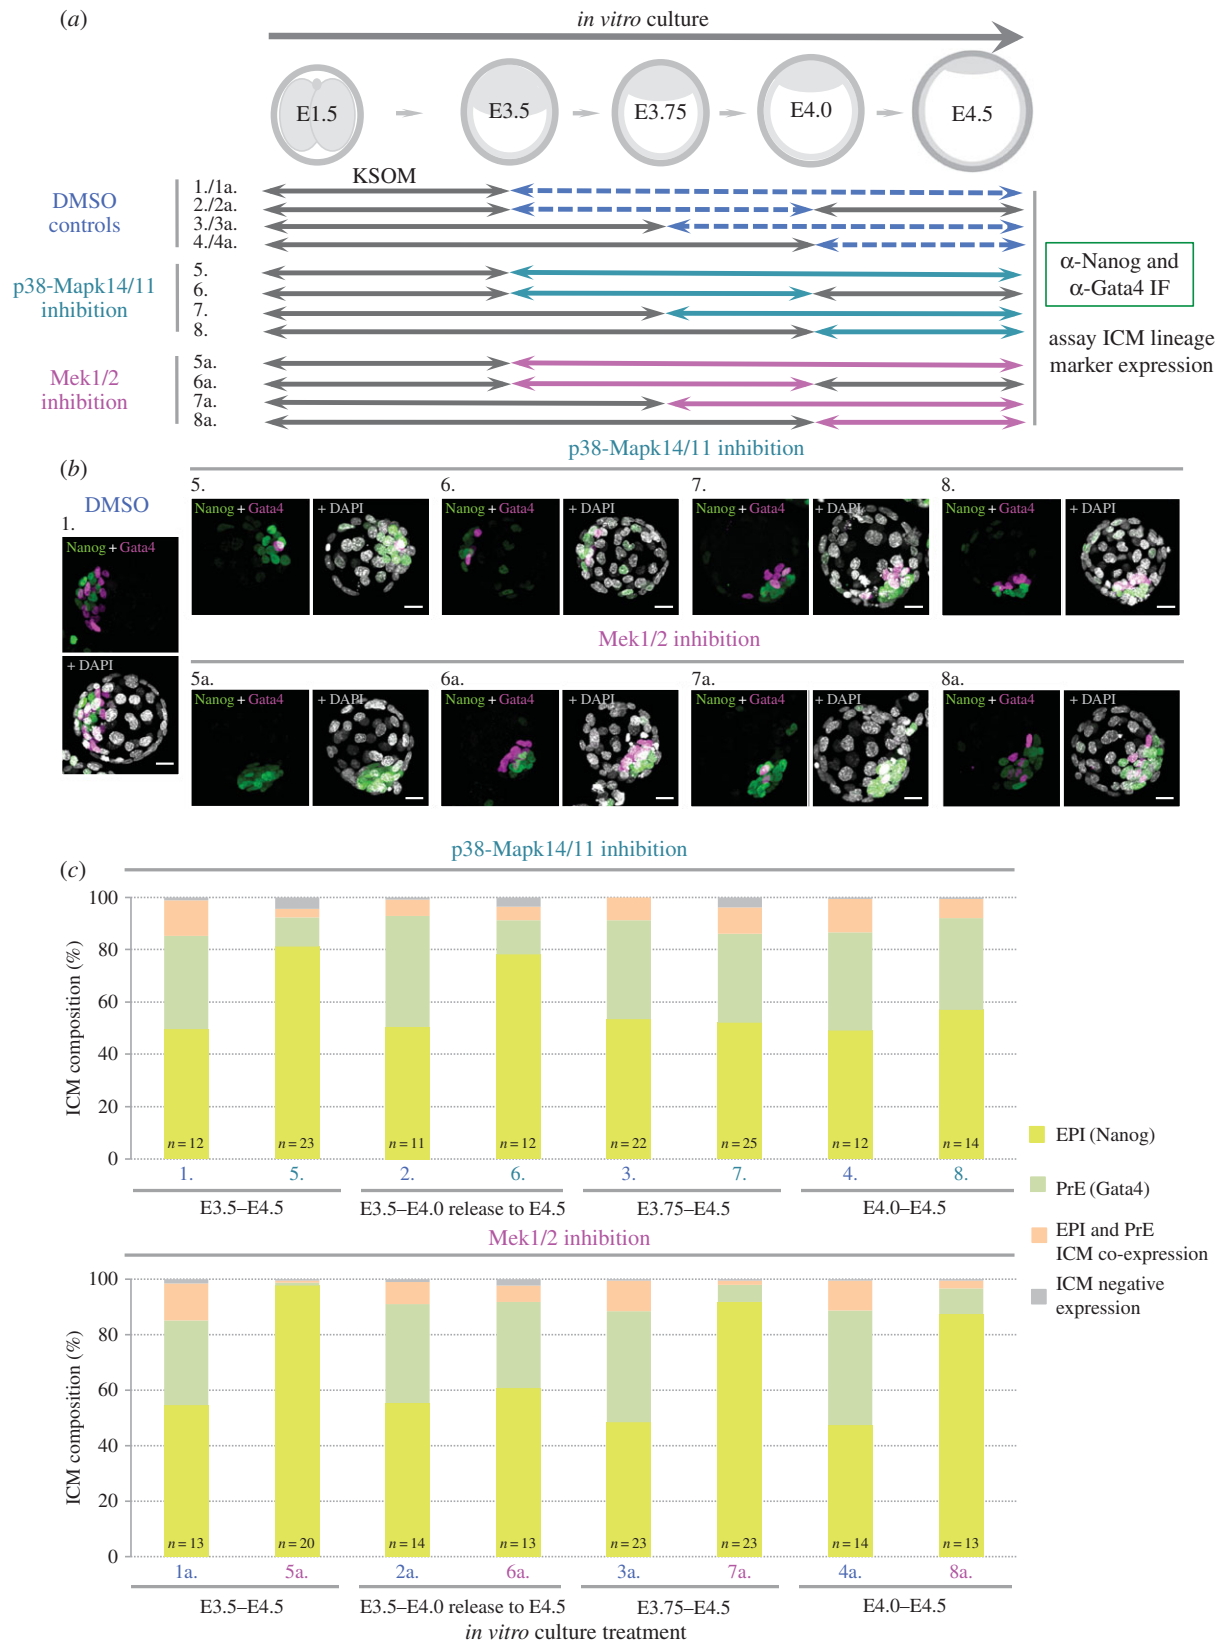 (a)
in vitro culture
E1.5 E3.5 E3.75 E4.0 E4.5
KSOM
DMSO
controls
1./1a.
2./2a.
3./3a.
4./4a.
p38-Mapk14/11
inhibition
5.
6.
7.
8.
Mek1/2
inhibition
5a.
6a.
7a.
8a.
α-Nanog and
α-Gata4 IF
assay ICM lineage
marker expression
(b)
p38-Mapk14/11 inhibition
DMSO
1.
Nanog + Gata4
+ DAPI
5. 6. 7. 8.
Nanog + Gata4 + DAPI Nanog + Gata4 + DAPI Nanog + Gata4 + DAPI Nanog + Gata4 + DAPI
Mek1/2 inhibition
5a. 6a. 7a. 8a.
Nanog + Gata4 + DAPI Nanog + Gata4 + DAPI Nanog + Gata4 + DAPI Nanog + Gata4 + DAPI
(c)
p38-Mapk14/11 inhibition
ICM composition (%)
100
80
60
40
20
0
n = 12 n = 23 n = 11 n = 12 n = 22 n = 25 n = 12 n = 14
1. 5. 2. 6. 3. 7. 4. 8.
E3.5–E4.5 E3.5–E4.0 release to E4.5 E3.75–E4.5 E4.0–E4.5
EPI (Nanog)
PrE (Gata4)
EPI and PrE
ICM co-expression
ICM negative
expression
Mek1/2 inhibition
ICM composition (%)
100
80
60
40
20
0
n = 13 n = 20 n = 14 n = 13 n = 23 n = 23 n = 14 n = 13
1a. 5a. 2a. 6a. 3a. 7a. 4a. 8a.
E3.5–E4.5 E3.5–E4.0 release to E4.5 E3.75–E4.5 E4.0–E4.5
in vitro culture treatment